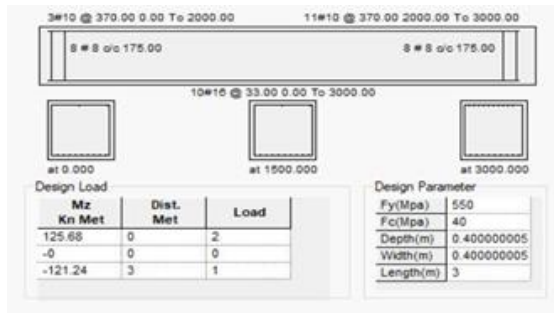 3#10 @ 370.00 0.00 To 2000.00 11#10 @ 370.00 2000.00 To 3000.00
8 # 8 c/c 175.00 8 # 8 c/c 175.00
10#16 @ 33.00 0.00 To 3000.00
at 0.000 at 1500.000 at 3000.000
Design Load Design Parameter
Mz Kn Met Dist. Met Load
125.68 0 2
-0 0 0
-121.24 3 1
Fy(Mpa) 550
Fc(Mpa) 40
Depth(m) 0.400000005
Width(m) 0.400000005
Length(m) 3